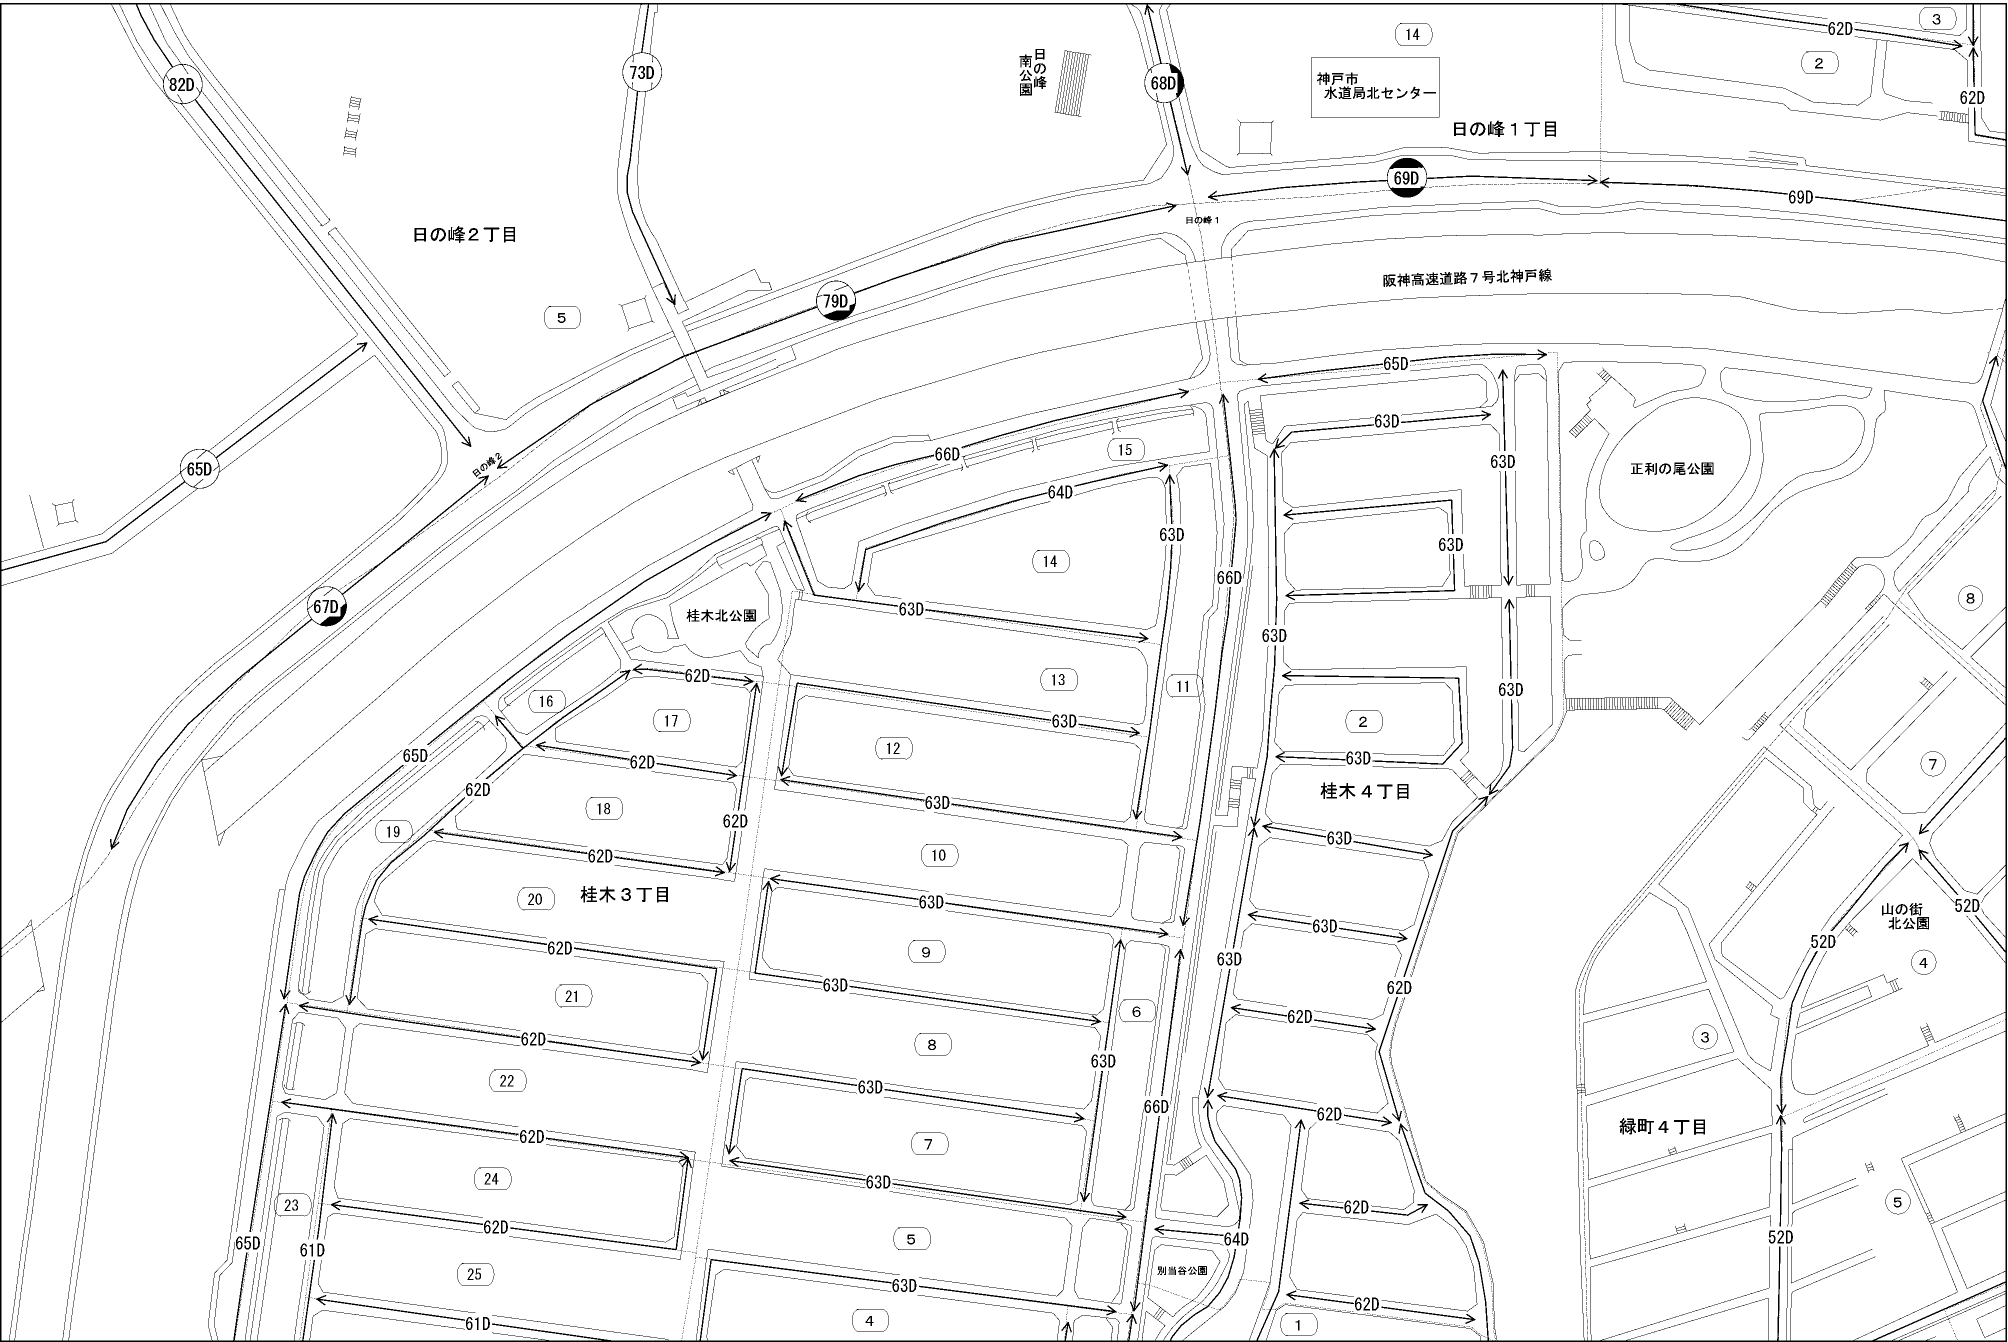 3
14
62D
2
82D
73D
68D
日の峰
南公園
神戸市
水道局北センター
62D
日の峰１丁目
69D
69D
日の峰１
日の峰２丁目
阪神高速道路７号北神戸線
79D
5
65D
63D
66D
15
63D
正利の尾公園
65D
日の峰２
64D
63D
63D
63D
14
66D
67D
63D
桂木北公園
63D
8
62D
13
11
63D
16
17
63D
2
12
65D
62D
63D
7
62D
63D
桂木４丁目
18
62D
19
63D
62D
10
20
桂木３丁目
63D
山の街
北公園
52D
62D
9
63D
52D
63D
4
21
63D
62D
6
62D
62D
8
3
63D
22
63D
66D
62D
62D
7
緑町４丁目
24
63D
23
62D
62D
5
65D
61D
5
64D
52D
25
別当谷公園
63D
62D
61D
4
1